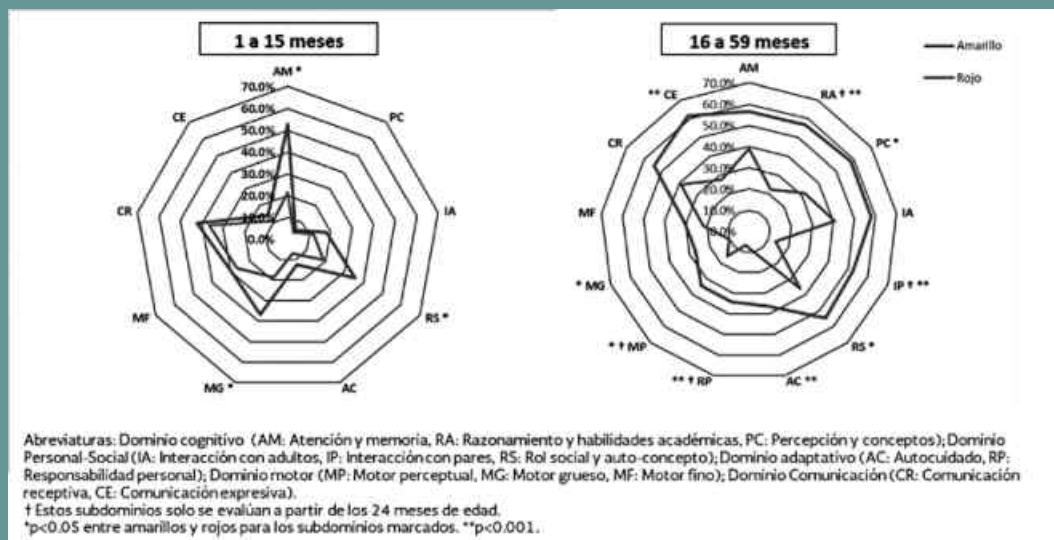 1 a 15 meses
16 a 59 meses
Amarillo
Rojo
AM *
PC
IA
RS *
AC
MG *
MF
CR
CE
70.0%
60.0%
50.0%
40.0%
30.0%
20.0%
10.0%
0.0%
AM
RA † **
PC *
IA
IP † **
RS *
AC **
** † RP
* † MP
* MG
MF
CR
** CE
70.0%
60.0%
50.0%
40.0%
30.0%
20.0%
10.0%
0.0%
Abreviaturas: Dominio cognitivo (AM: Atención y memoria, RA: Razonamiento y habilidades académicas, PC: Percepción y conceptos); Dominio
Personal-Social (IA: Interacción con adultos, IP: Interacción con pares, RS: Rol social y auto-concepto); Dominio adaptativo (AC: Autocuidado, RP:
Responsabilidad personal); Dominio motor (MP: Motor perceptual, MG: Motor grueso, MF: Motor fino); Dominio Comunicación (CR: Comunicación
receptiva, CE: Comunicación expresiva).
† Estos subdominios solo se evalúan a partir de los 24 meses de edad.
*p<0.05 entre amarillos y rojos para los subdominios marcados. **p<0.001.